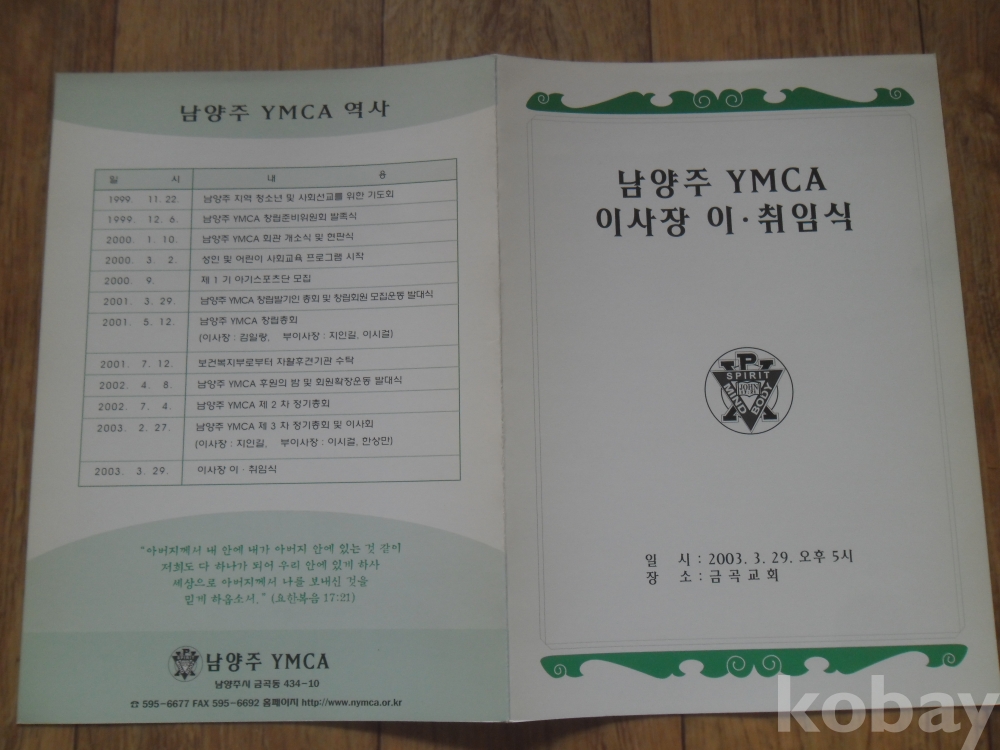 남양주 YMCA 역사
일 시 내 용
1999. 11. 22. 남양주 지역 청소년 및 사회선교를 위한 기도회
1999. 12. 6. 남양주 YMCA 창립준비위원회 발족식
2000. 1. 10. 남양주 YMCA 회관 개소식 및 현판식
2000. 3. 2. 성인 및 어린이 사회교육 프로그램 시작
2000. 9. 제 1 기 아기스포츠단 모집
2001. 3. 29. 남양주 YMCA 창립발기인 총회 및 창립회원 모집운동 발대식
2001. 5. 12. 남양주 YMCA 창립총회
(이사장 : 김일랑, 부이사장 : 지인길, 이시걸)
2001. 7. 12. 보건복지부로부터 자활후견기관 수탁
2002. 4. 8. 남양주 YMCA 후원의 밤 및 회원확장운동 발대식
2002. 7. 4. 남양주 YMCA 제 2 차 정기총회
2003. 2. 27. 남양주 YMCA 제 3 차 정기총회 및 이사회
(이사장 : 지인길, 부이사장 : 이시걸, 한상만)
2003. 3. 29. 이사장 이 · 취임식
"아버지께서 내 안에 내가 아버지 안에 있는 것 같이
저희도 다 하나가 되어 우리 안에 있게 하사
세상으로 아버지께서 나를 보내신 것을
믿게 하옵소서." (요한복음 17:21)
남양주 YMCA
남양주시 금곡동 434-10
☎ 595-6677 FAX 595-6692 홈페이지 http://www.nymca.or.kr
남양주 YMCA
이사장 이 · 취임식
SPIRIT
MIND
BODY
JOHN
일 시 : 2003. 3. 29. 오후 5시
장 소 : 금곡교회
kobay